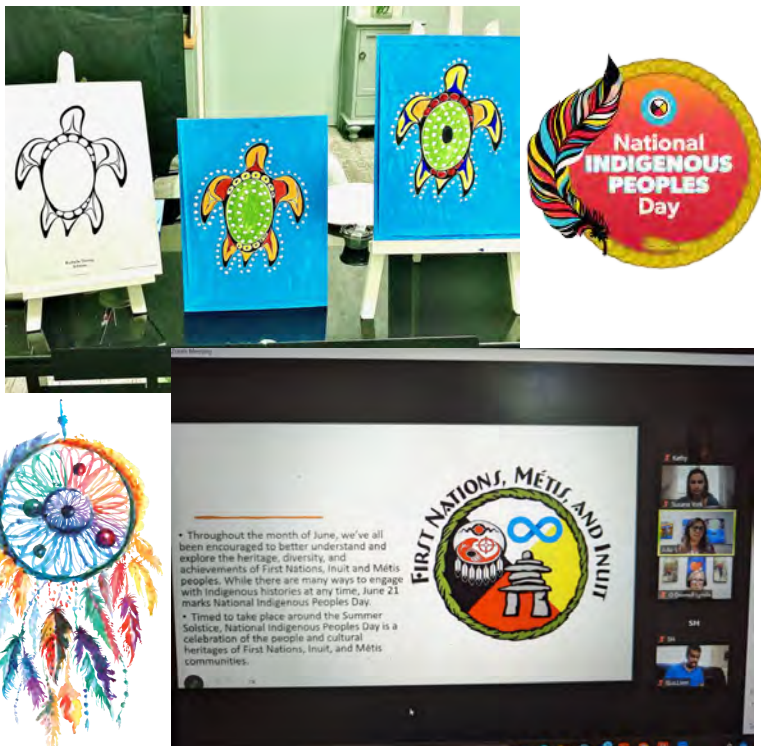 National
INDIGENOUS
PEOPLES
Day
Zoom Meeting
• Throughout the month of June, we've all
been encouraged to better understand and
explore the heritage, diversity, and
achievements of First Nations, Inuit and Métis
peoples. While there are many ways to engage
with Indigenous histories at any time, June 21
marks National Indigenous Peoples Day.
• Timed to take place around the Summer
Solstice, National Indigenous Peoples Day is a
celebration of the people and cultural
heritages of First Nations, Inuit, and Métis
communities.
FIRST NATIONS, MÉTIS, AND INUIT
Kathy
SH
SH